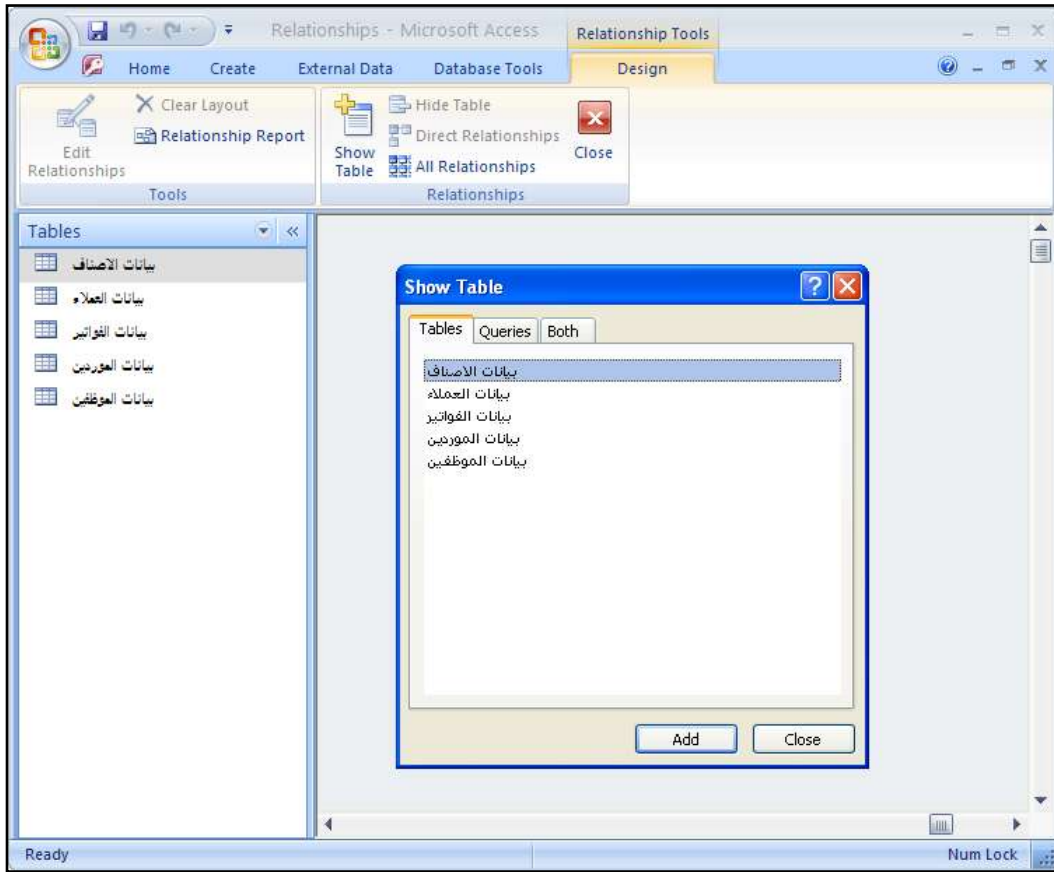 Relationships - Microsoft Access
Relationship Tools
Home Create External Data Database Tools Design
Edit Relationships
Clear Layout
Relationship Report
Tools
Show Table
Hide Table
Direct Relationships
All Relationships
Close
Relationships
Tables
بيانات الاصناف
بيانات العملاء
بيانات الفواتير
بيانات الموردين
بيانات الموظفين
Show Table
Tables Queries Both
بيانات الاصناف
بيانات العملاء
بيانات الفواتير
بيانات الموردين
بيانات الموظفين
Add Close
Ready Num Lock